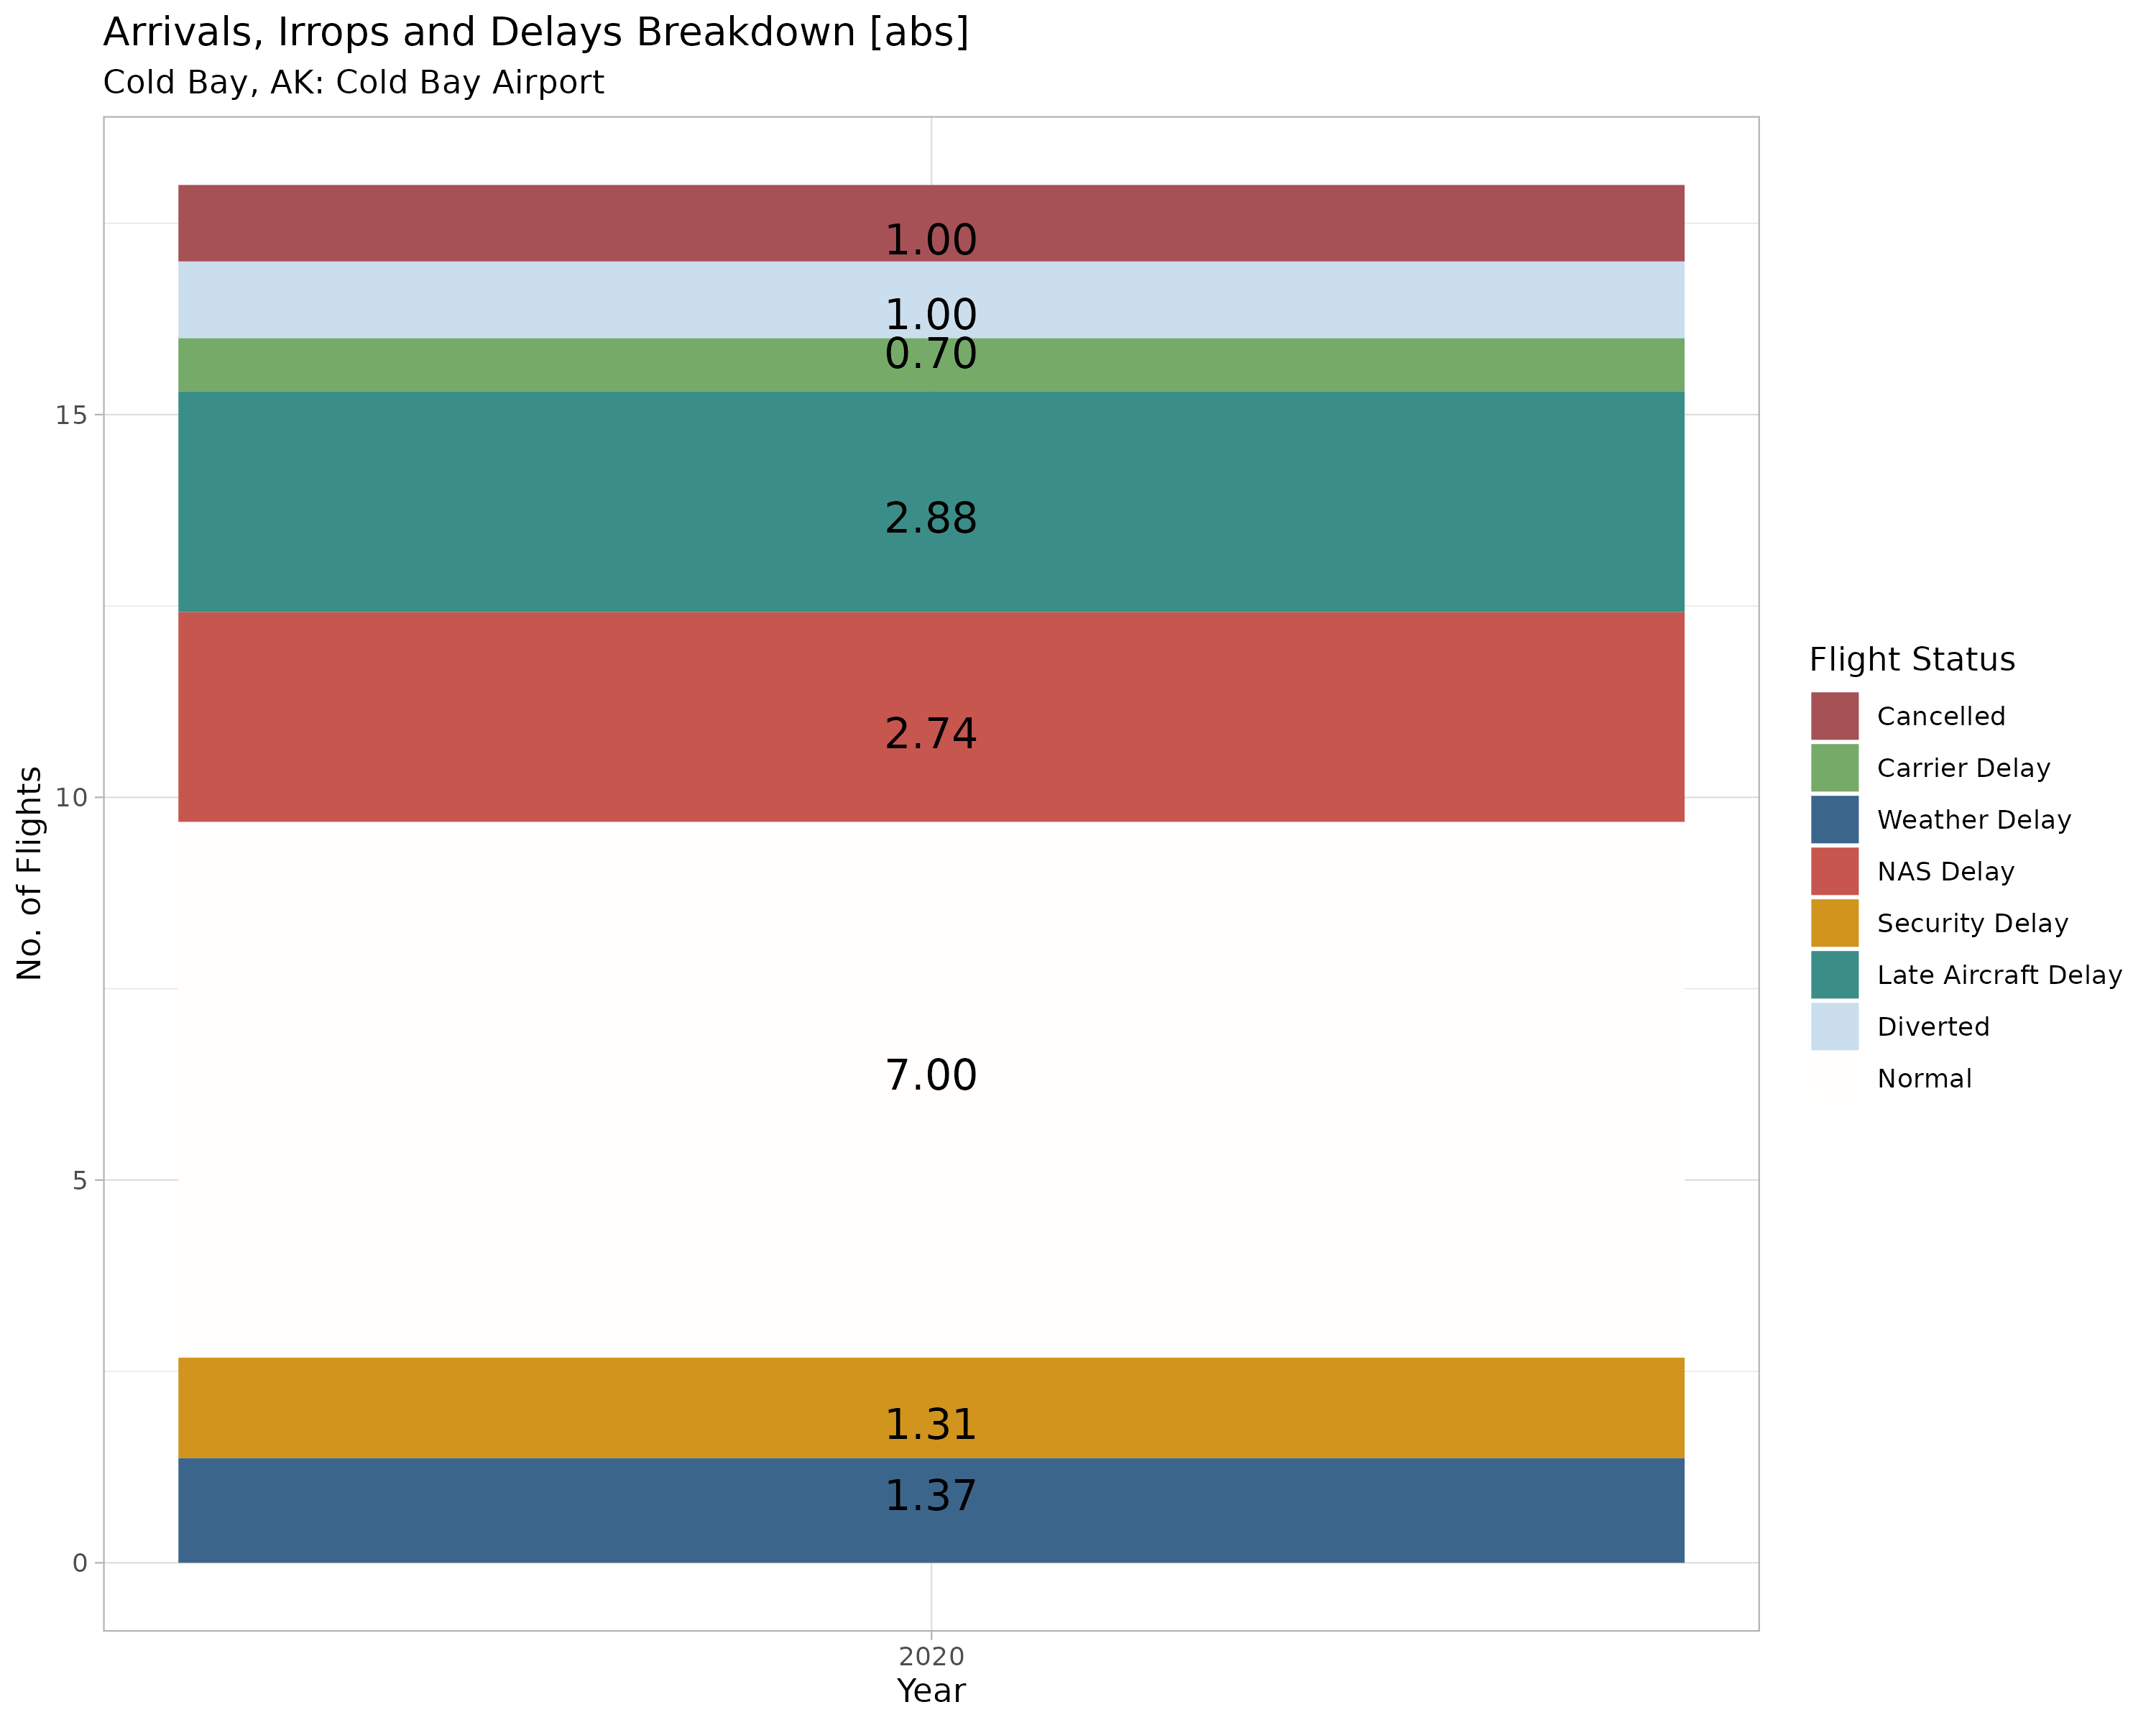 Arrivals, Irrops and Delays Breakdown [abs]
Cold Bay, AK: Cold Bay Airport
No. of Flights
15
10
5
0
1.00
1.00
0.70
2.88
2.74
7.00
1.31
1.37
2020
Year
Flight Status
Cancelled
Carrier Delay
Weather Delay
NAS Delay
Security Delay
Late Aircraft Delay
Diverted
Normal